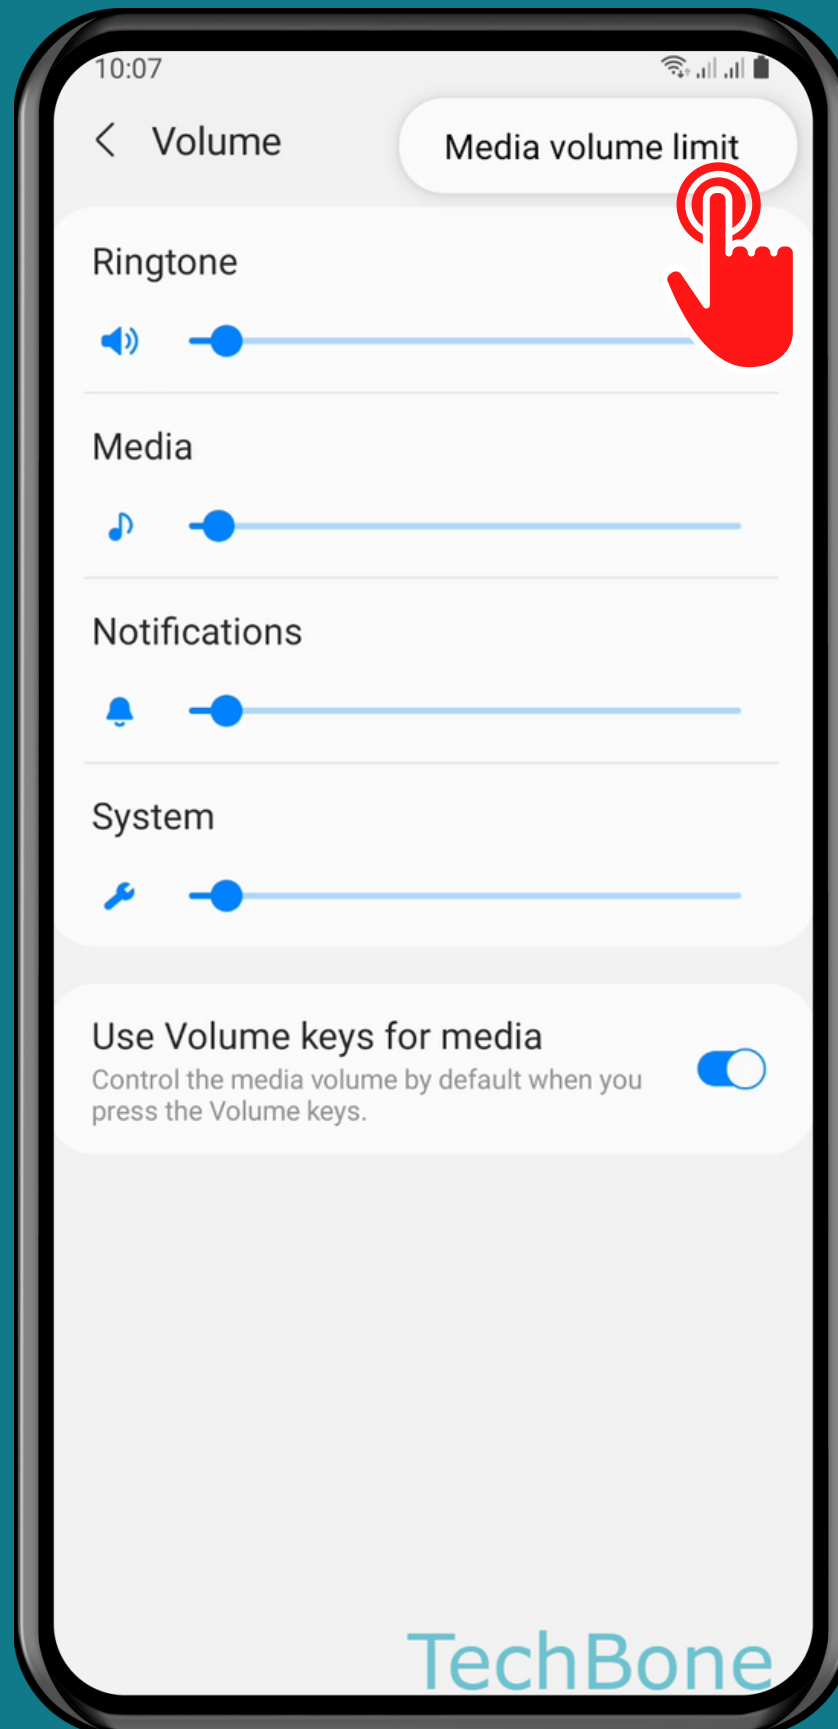 10:07
Volume
Media volume limit
Ringtone
Media
Notifications
System
Use Volume keys for media
Control the media volume by default when you
press the Volume keys.
TechBone